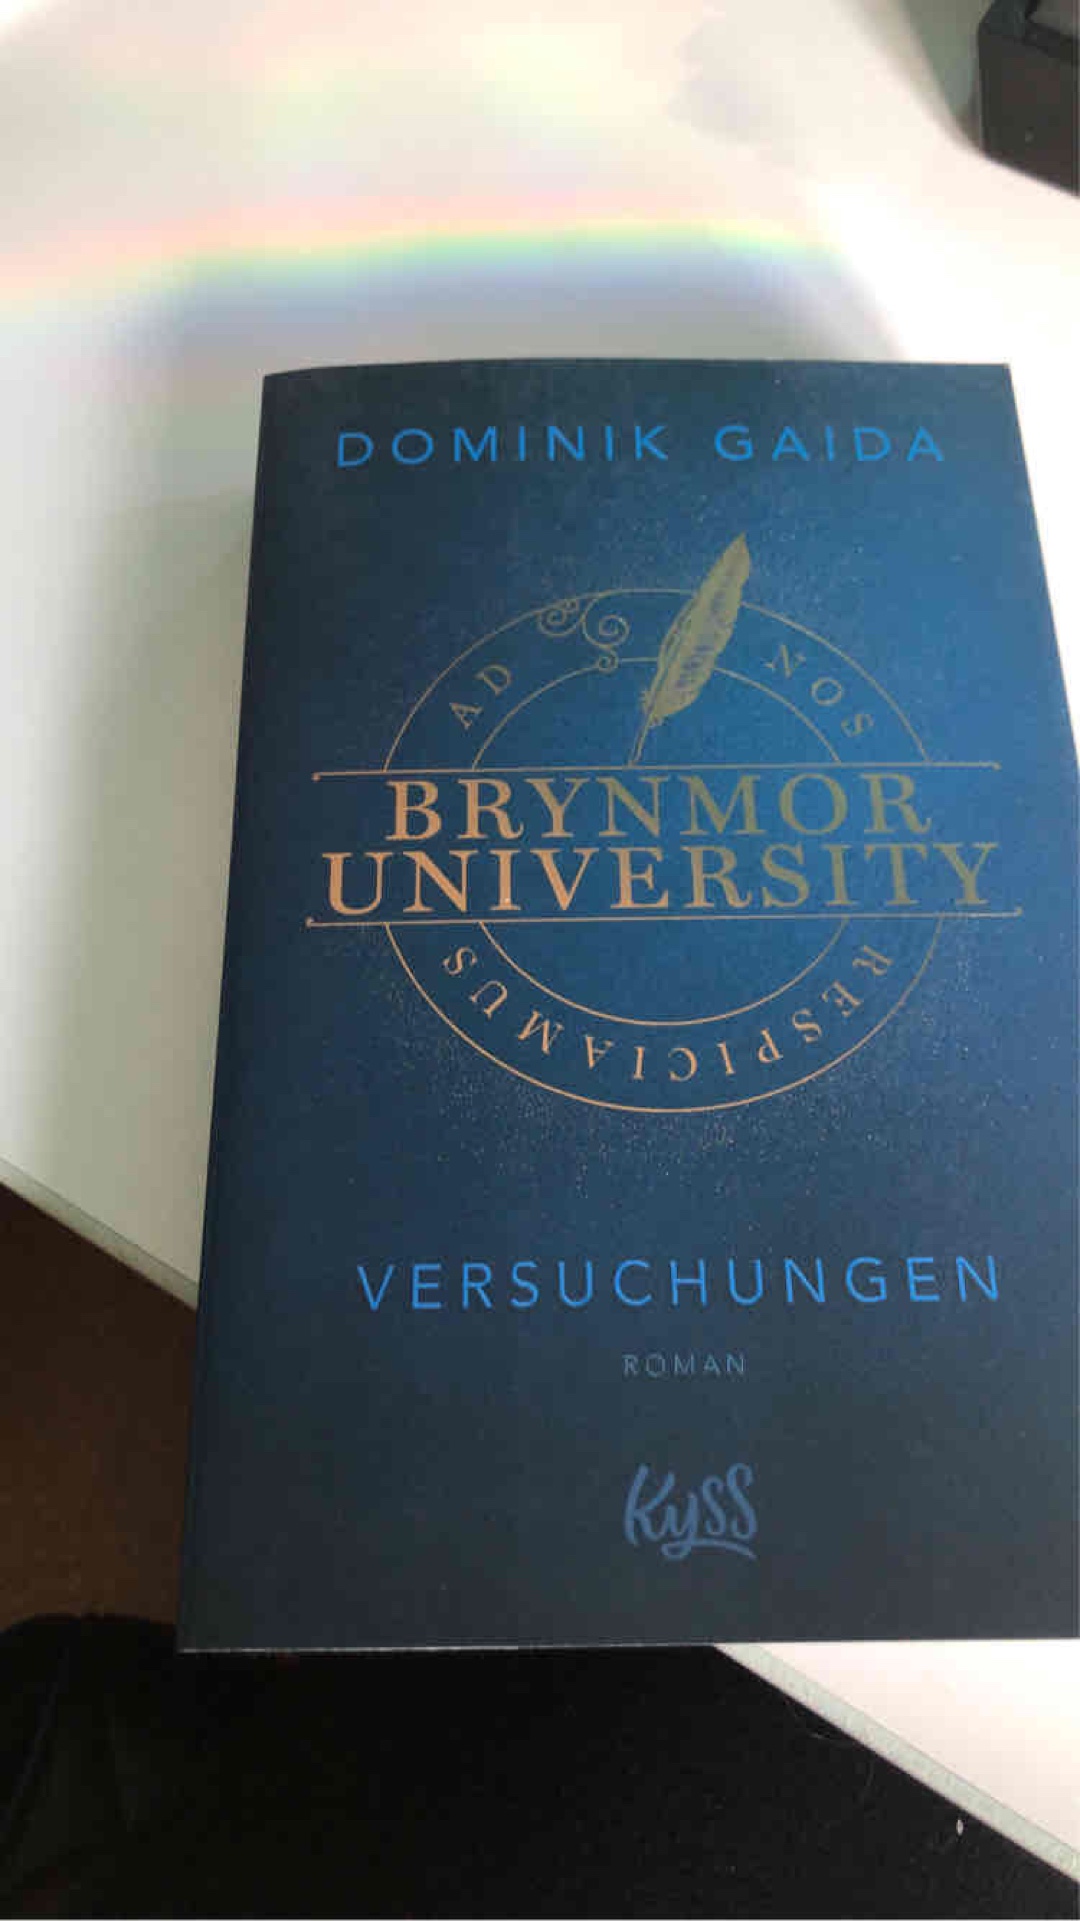 DOMINIK GAIDA
AD NOS
BRYNMOR
UNIVERSITY
RESPICIAMUS
VERSUCHUNGEN
ROMAN
Kyss